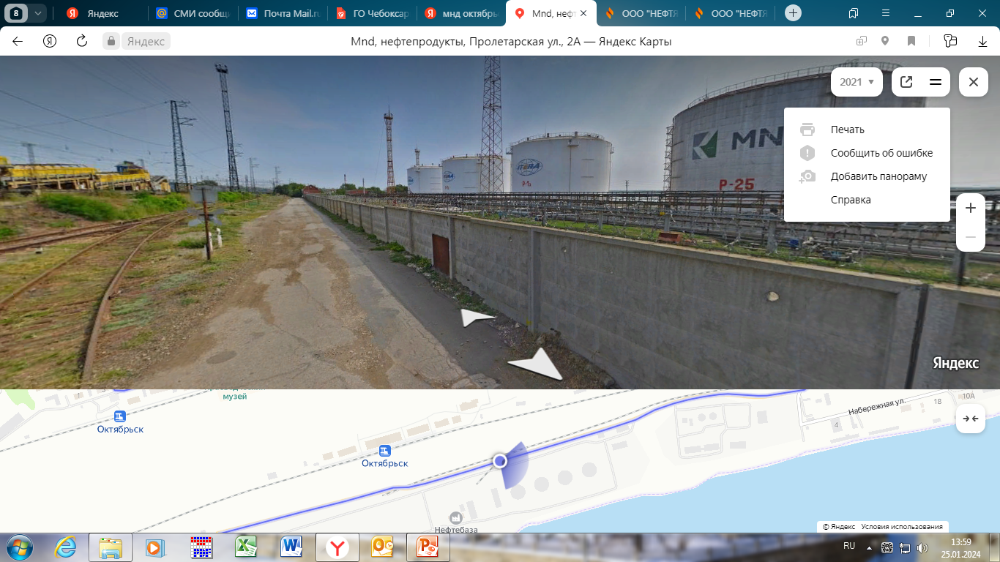 8
Яндекс
СМИ сообщ
Почта Mail.ru
ГО Чебоксар
мнд октябрь
Mnd, нефт
ООО "НЕФТЯ
ООО "НЕФТЯ
Яндекс
Mnd, нефтепродукты, Пролетарская ул., 2А — Яндекс Карты
2021
Печать
Сообщить об ошибке
Добавить панораму
Справка
MN
P-25
ITERA
ITERA
Яндекс
музей
Октябрьск
Октябрьск
Нефтебаза
Набережная ул.
18
10А
4
© Яндекс Условия использования
RU
13:59
25.01.2024